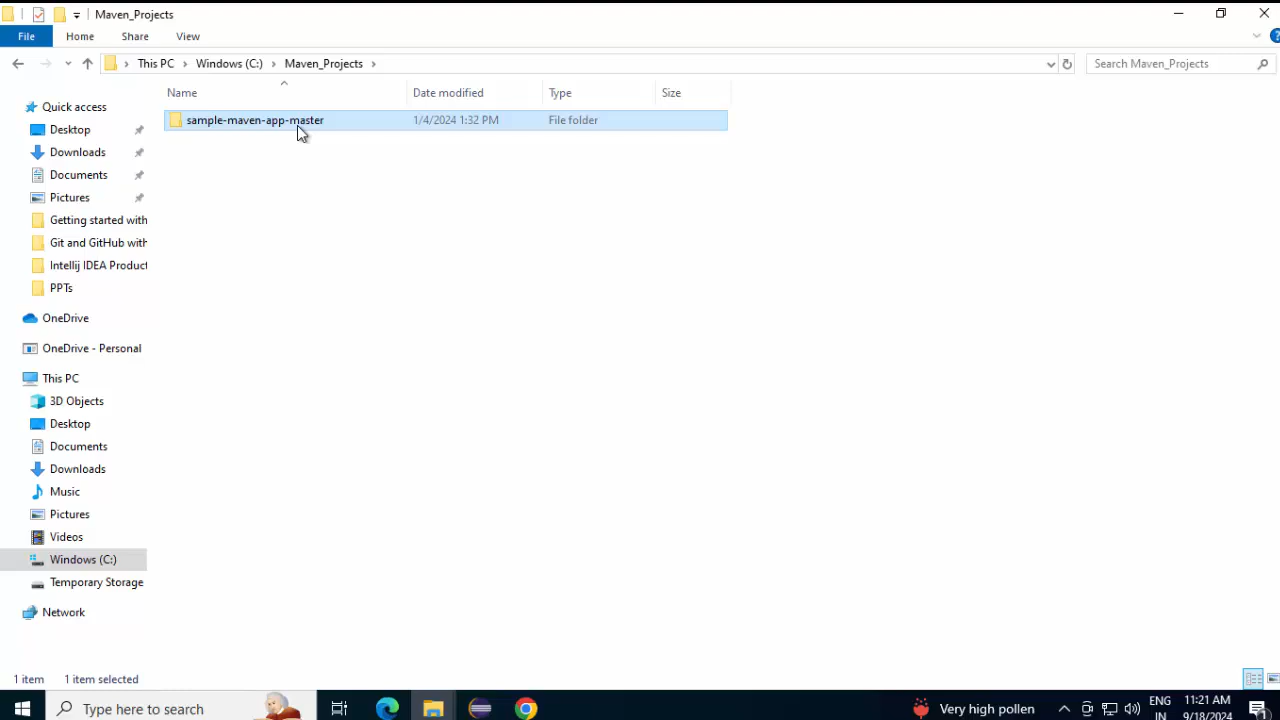 Maven_Projects
File Home Share View
This PC Windows (C:) Maven_Projects Search Maven_Projects
Name Date modified Type Size
sample-maven-app-master 1/4/2024 1:32 PM File folder
Quick access
Desktop
Downloads
Documents
Pictures
Getting started with
Git and GitHub with
Intellij IDEA Product
PPTs
OneDrive
OneDrive - Personal
This PC
3D Objects
Desktop
Documents
Downloads
Music
Pictures
Videos
Windows (C:)
Temporary Storage
Network
1 item 1 item selected
Type here to search
Very high pollen
ENG
IN
11:21 AM
9/18/2024